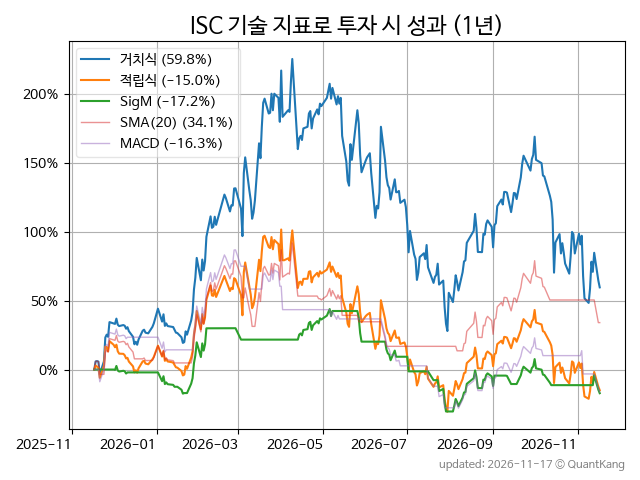 ISC 기술 지표로 투자 시 성과 (1년)
거치식 (59.8%)
적립식 (-15.0%)
SigM (-17.2%)
SMA(20) (34.1%)
MACD (-16.3%)
200%
150%
100%
50%
0%
2025-11 2026-01 2026-03 2026-05 2026-07 2026-09 2026-11
updated: 2026-11-17 © QuantKang